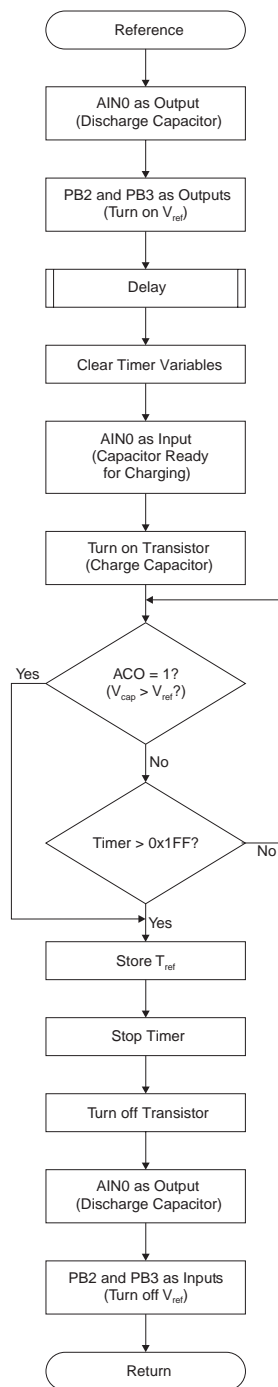 Reference
AIN0 as Output
(Discharge Capacitor)
PB2 and PB3 as Outputs
(Turn on Vref)
Delay
Clear Timer Variables
AIN0 as Input
(Capacitor Ready
for Charging)
Turn on Transistor
(Charge Capacitor)
Yes
ACO = 1?
(Vcap > Vref?)
No
Timer > 0x1FF?
No
Yes
Store Tref
Stop Timer
Turn off Transistor
AIN0 as Output
(Discharge Capacitor)
PB2 and PB3 as Inputs
(Turn off Vref)
Return